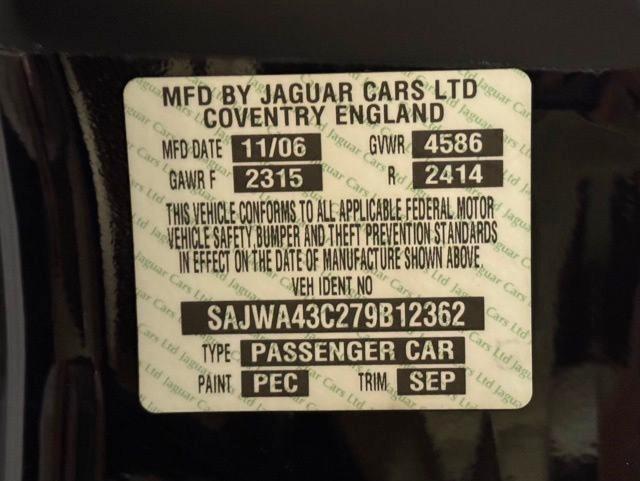 MFD BY JAGUAR CARS LTD
COVENTRY ENGLAND
MFD DATE 11/06 GVWR 4586
GAWR F 2315 R 2414
THIS VEHICLE CONFORMS TO ALL APPLICABLE FEDERAL MOTOR
VEHICLE SAFETY,BUMPER AND THEFT PREVENTION STANDARDS
IN EFFECT ON THE DATE OF MANUFACTURE SHOWN ABOVE.
VEH IDENT NO
SAJWA43C279B12362
TYPE PASSENGER CAR
PAINT PEC TRIM SEP